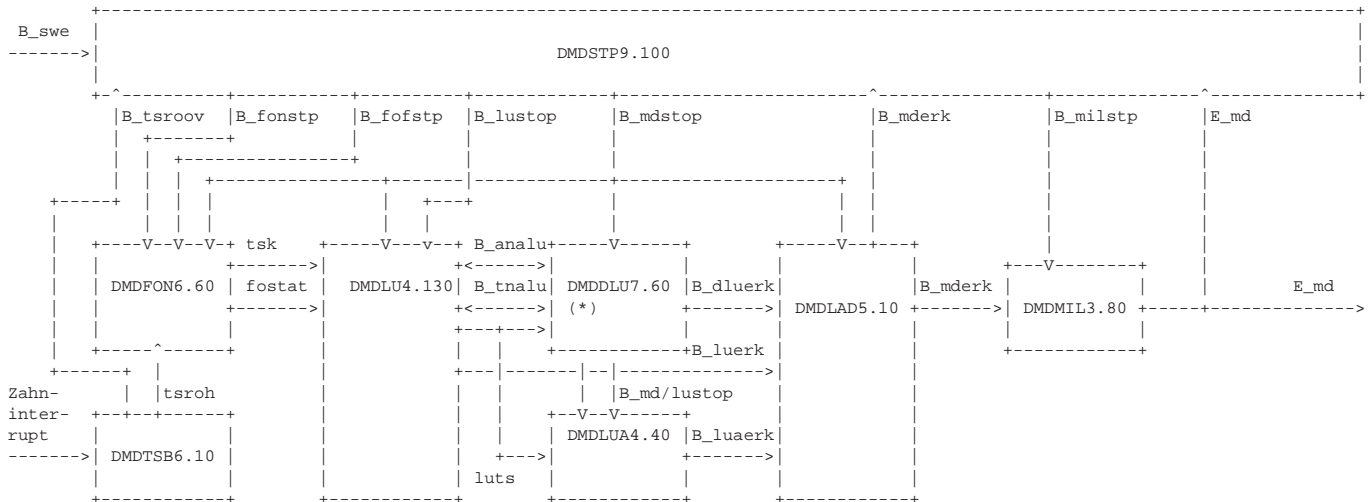 B_swe
DMDSTP9.100
B_tsroov B_fonstp B_fofstp B_lustop B_mdstop B_mderk B_milstp E_md
tsk B_analu
DMDFON6.60 fostat DMDLU4.130 B_tnalu DMDDLU7.60 B_dluerk B_mderk E_md
(*) DMDLAD5.10 DMDMIL3.80
B_luerk
Zahn- tsroh B_md/lustop
inter-
rupt DMDLUA4.40 B_luaerk
DMDTSB6.10
luts